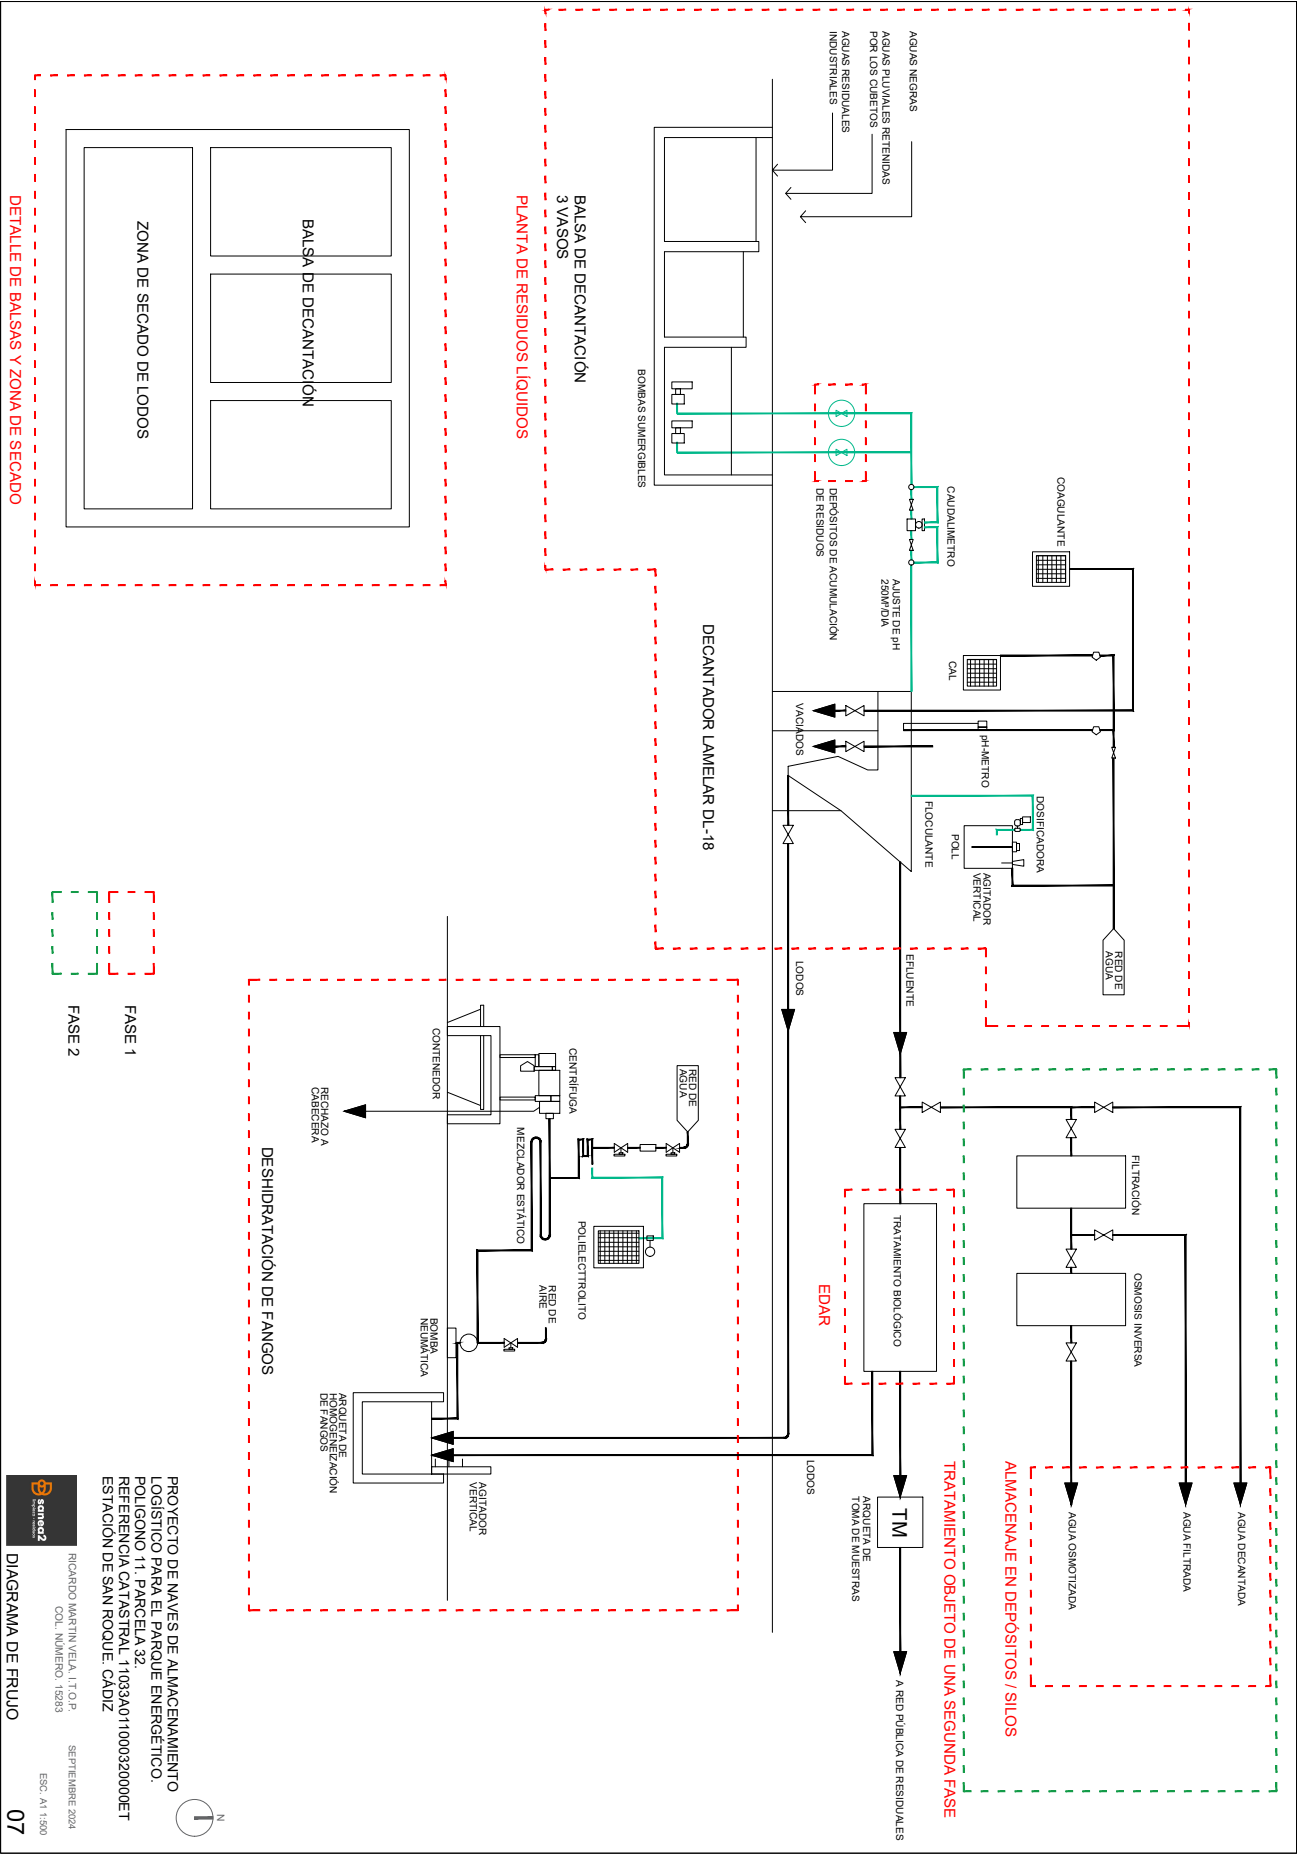 AGUAS NEGRAS
AGUAS PLUVIALES RETENIDAS
POR LOS CUBETOS
AGUAS RESIDUALES
INDUSTRIALES
BALSA DE DECANTACIÓN
3 VASOS
PLANTA DE RESIDUOS LÍQUIDOS
BOMBAS SUMERGIBLES
DEPÓSITOS DE ACUMULACIÓN
DE RESIDUOS
CAUDALIMETRO
AJUSTE DE pH
250M³/DIA
COAGULANTE
CAL
VACIADOS
pH-METRO
DECANTADOR LAMELAR DL-18
FLOCULANTE
DOSIFICADORA
POLL
AGITADOR
VERTICAL
RED DE
AGUA
EFLUENTE
LODOS
FILTRACIÓN
OSMOSIS INVERSA
AGUA DECANTADA
AGUA FILTRADA
AGUA OSMOTIZADA
ALMACENAJE EN DEPÓSITOS / SILOS
TRATAMIENTO OBJETO DE UNA SEGUNDA FASE
TRATAMIENTO BIOLÓGICO
EDAR
TM
ARQUETA DE
TOMA DE MUESTRAS
A RED PÚBLICA DE RESIDUALES
LODOS
RED DE
AGUA
CENTRÍFUGA
CONTENEDOR
RECHAZO A
CABECERA
MEZCLADOR ESTÁTICO
POLIELECTTROLITO
RED DE
AIRE
BOMBA
NEUMÁTICA
ARQUETA DE
HOMOGENEIZACIÓN
DE FANGOS
AGITADOR
VERTICAL
DESHIDRATACIÓN DE FANGOS
BALSA DE DECANTACIÓN
ZONA DE SECADO DE LODOS
DETALLE DE BALSAS Y ZONA DE SECADO
FASE 1
FASE 2
PROYECTO DE NAVES DE ALMACENAMIENTO
LOGÍSTICO PARA EL PARQUE ENERGÉTICO.
POLIGONO 11. PARCELA 32.
REFERENCIA CATASTRAL 11033A011000320000ET
ESTACIÓN DE SAN ROQUE. CÁDIZ
N
sanea2
RICARDO MARTIN VELA. I.T.O.P.
COL. NÚMERO. 15283
SEPTIEMBRE 2024
ESC. A1 1:500
DIAGRAMA DE FRUJO
07